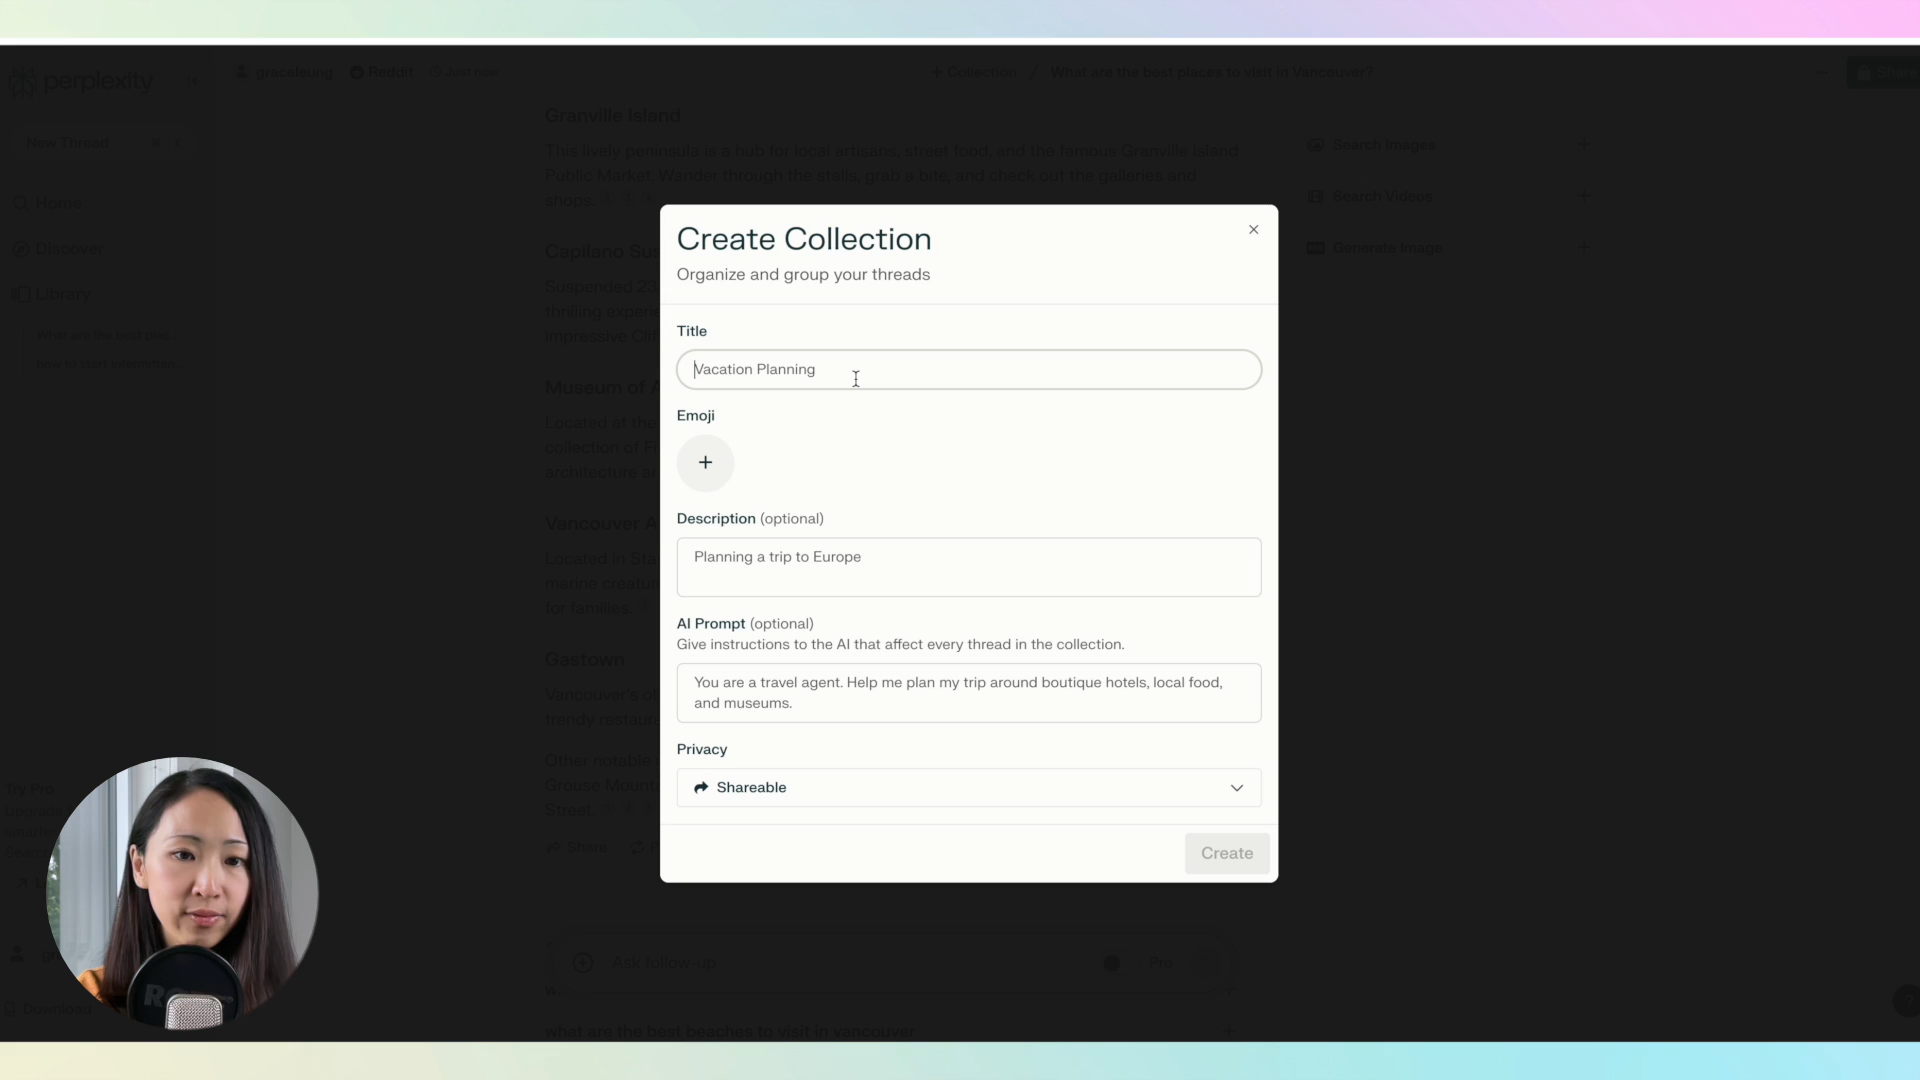 perplexity
graceleung Reddit Just now
+ Collection / What are the best places to visit in Vancouver?
Share
New Thread ⌘
Home
Discover
Library
What are the best plac...
how to start intermitten...
Granville Island
This lively peninsula is a hub for local artisans, street food, and the famous Granville Island
Public Market. Wander through the stalls, grab a bite, and check out the galleries and
shops.
Capilano Sus
Suspended 23
thrilling experie
impressive Clif
Museum of A
Located at the
collection of Fi
architecture an
Vancouver A
Located in Sta
marine creatur
for families.
Gastown
Vancouver's ol
trendy restaura
Other notable
Grouse Mounta
Street.
Share
Search Images
Search Videos
Generate Image
Create Collection
Organize and group your threads
Title
Vacation Planning
Emoji
Description (optional)
Planning a trip to Europe
AI Prompt (optional)
Give instructions to the AI that affect every thread in the collection.
You are a travel agent. Help me plan my trip around boutique hotels, local food,
and museums.
Privacy
Shareable
Create
Try Pro
Download
Ask follow-up
Pro
what are the best beaches to visit in vancouver